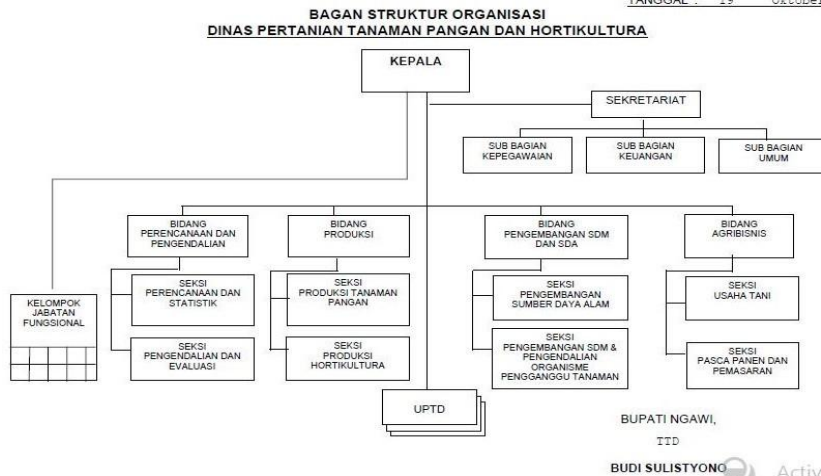 TANGGAL : 19 Oktober
BAGAN STRUKTUR ORGANISASI
DINAS PERTANIAN TANAMAN PANGAN DAN HORTIKULTURA
KEPALA
SEKRETARIAT
SUB BAGIAN
KEPEGAWAIAN
SUB BAGIAN
KEUANGAN
SUB BAGIAN
UMUM
BIDANG
PERENCANAAN DAN
PENGENDALIAN
BIDANG
PRODUKSI
BIDANG
PENGEMBANGAN SDM
DAN SDA
BIDANG
AGRIBISNIS
KELOMPOK
JABATAN
FUNGSIONAL
SEKSI
PERENCANAAN DAN
STATISTIK
SEKSI
PRODUKSI TANAMAN
PANGAN
SEKSI
PENGEMBANGAN
SUMBER DAYA ALAM
SEKSI
USAHA TANI
SEKSI
PENGENDALIAN DAN
EVALUASI
SEKSI
PRODUKSI
HORTIKULTURA
SEKSI
PENGEMBANGAN SDM &
PENGENDALIAN
ORGANISME
PENGGANGGU TANAMAN
SEKSI
PASCA PANEN DAN
PEMASARAN
UPTD
BUPATI NGAWI,
TTD
BUDI SULISTYONO
Activ